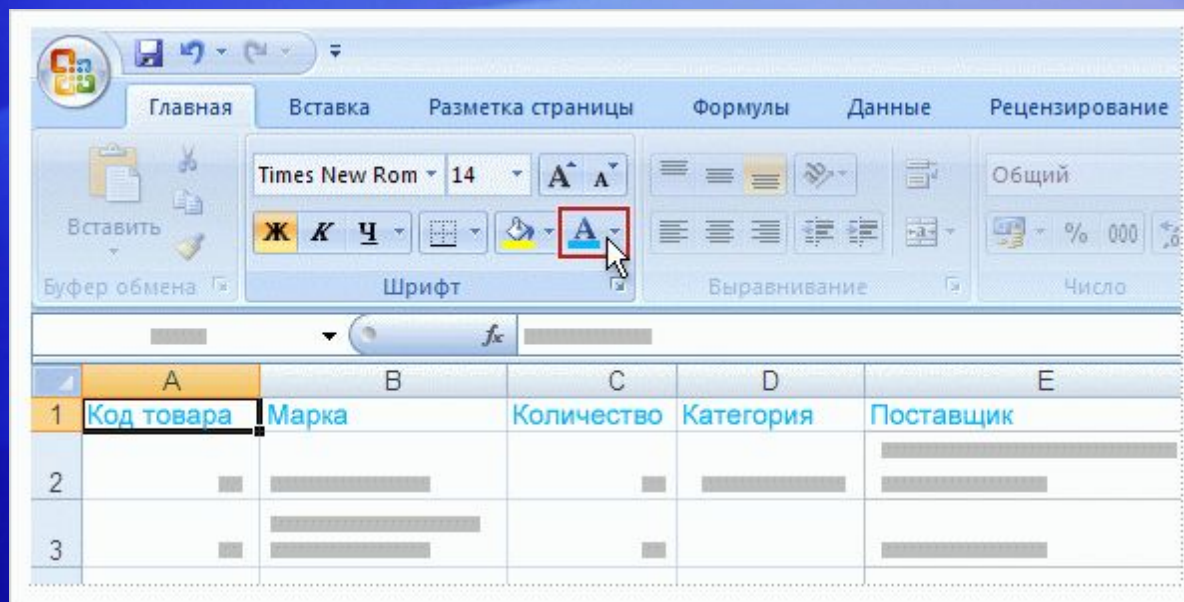 Главная Вставка Разметка страницы Формулы Данные Рецензирование
Times New Rom 14 A A Общий
Вставить Ж К Ч A % 000
Буфер обмена Шрифт Выравнивание Число
fx
A B C D E
1 Код товара Марка Количество Категория Поставщик
2
3